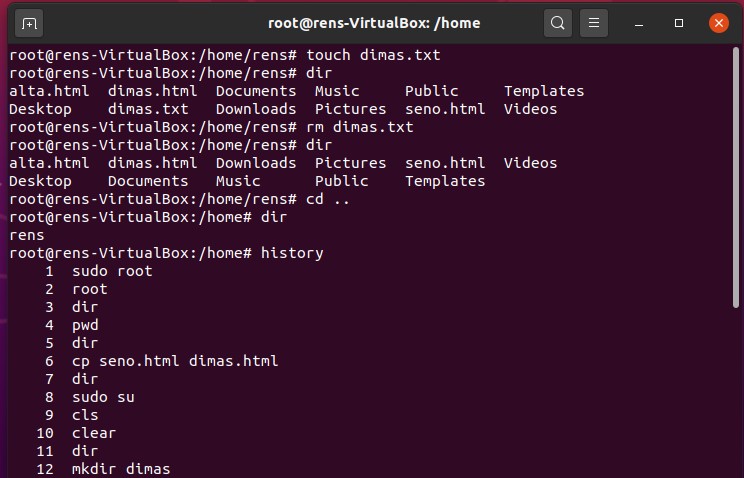 root@rens-VirtualBox: /home
root@rens-VirtualBox:/home/rens# touch dimas.txt
root@rens-VirtualBox:/home/rens# dir
alta.html  dimas.html  Documents  Music     Public     Templates
Desktop    dimas.txt   Downloads  Pictures  seno.html  Videos
root@rens-VirtualBox:/home/rens# rm dimas.txt
root@rens-VirtualBox:/home/rens# dir
alta.html  dimas.html  Downloads  Pictures  seno.html  Videos
Desktop    Documents   Music      Public    Templates
root@rens-VirtualBox:/home/rens# cd ..
root@rens-VirtualBox:/home# dir
rens
root@rens-VirtualBox:/home# history
    1  sudo root
    2  root
    3  dir
    4  pwd
    5  dir
    6  cp seno.html dimas.html
    7  dir
    8  sudo su
    9  cls
   10  clear
   11  dir
   12  mkdir dimas